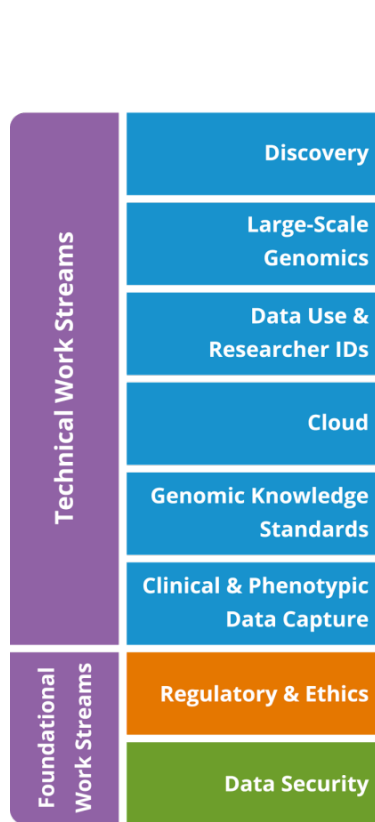 Technical Work Streams
Discovery
Large-Scale
Genomics
Data Use &
Researcher IDs
Cloud
Genomic Knowledge
Standards
Clinical & Phenotypic
Data Capture
Foundational
Work Streams
Regulatory & Ethics
Data Security